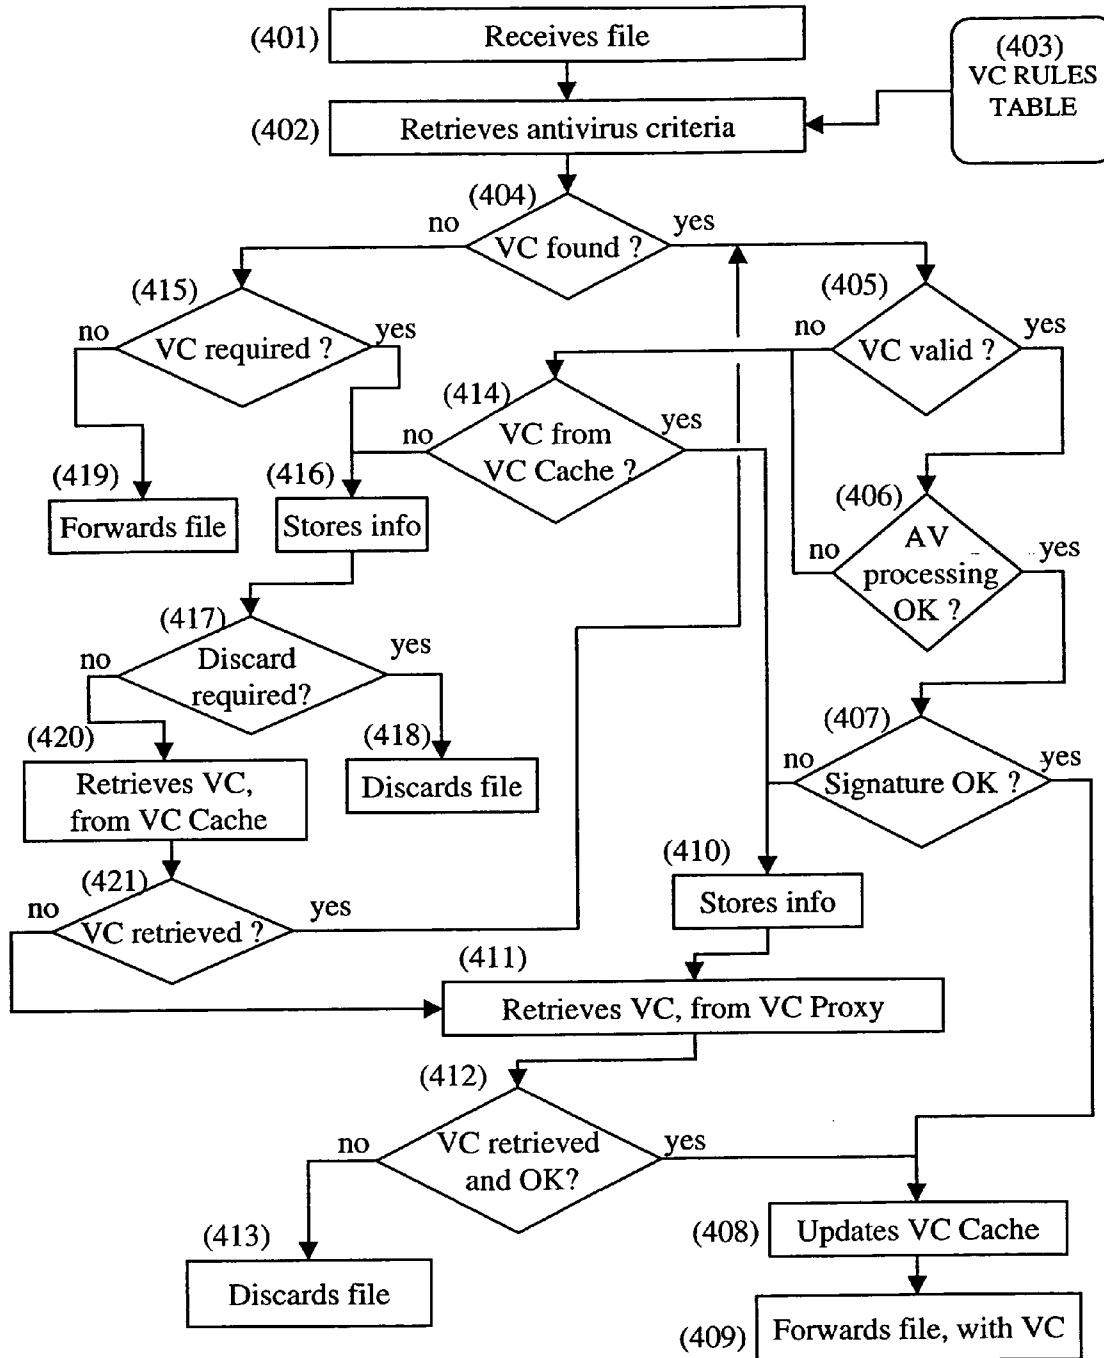 (401)
Receives file
(403)
VC RULES
TABLE
(402)
Retrieves antivirus criteria
(404)
no
yes
VC found ?
(415)
no
yes
VC required ?
(405)
no
yes
VC valid ?
(414)
no
yes
VC from
VC Cache ?
(419)
Forwards file
(416)
Stores info
(406)
no
yes
AV
processing
OK ?
(417)
no
yes
Discard
required?
(407)
no
yes
Signature OK ?
(420)
Retrieves VC,
from VC Cache
(418)
Discards file
(410)
Stores info
(421)
no
yes
VC retrieved ?
(411)
Retrieves VC, from VC Proxy
(412)
no
yes
VC retrieved
and OK?
(413)
Discards file
(408)
Updates VC Cache
(409)
Forwards file, with VC